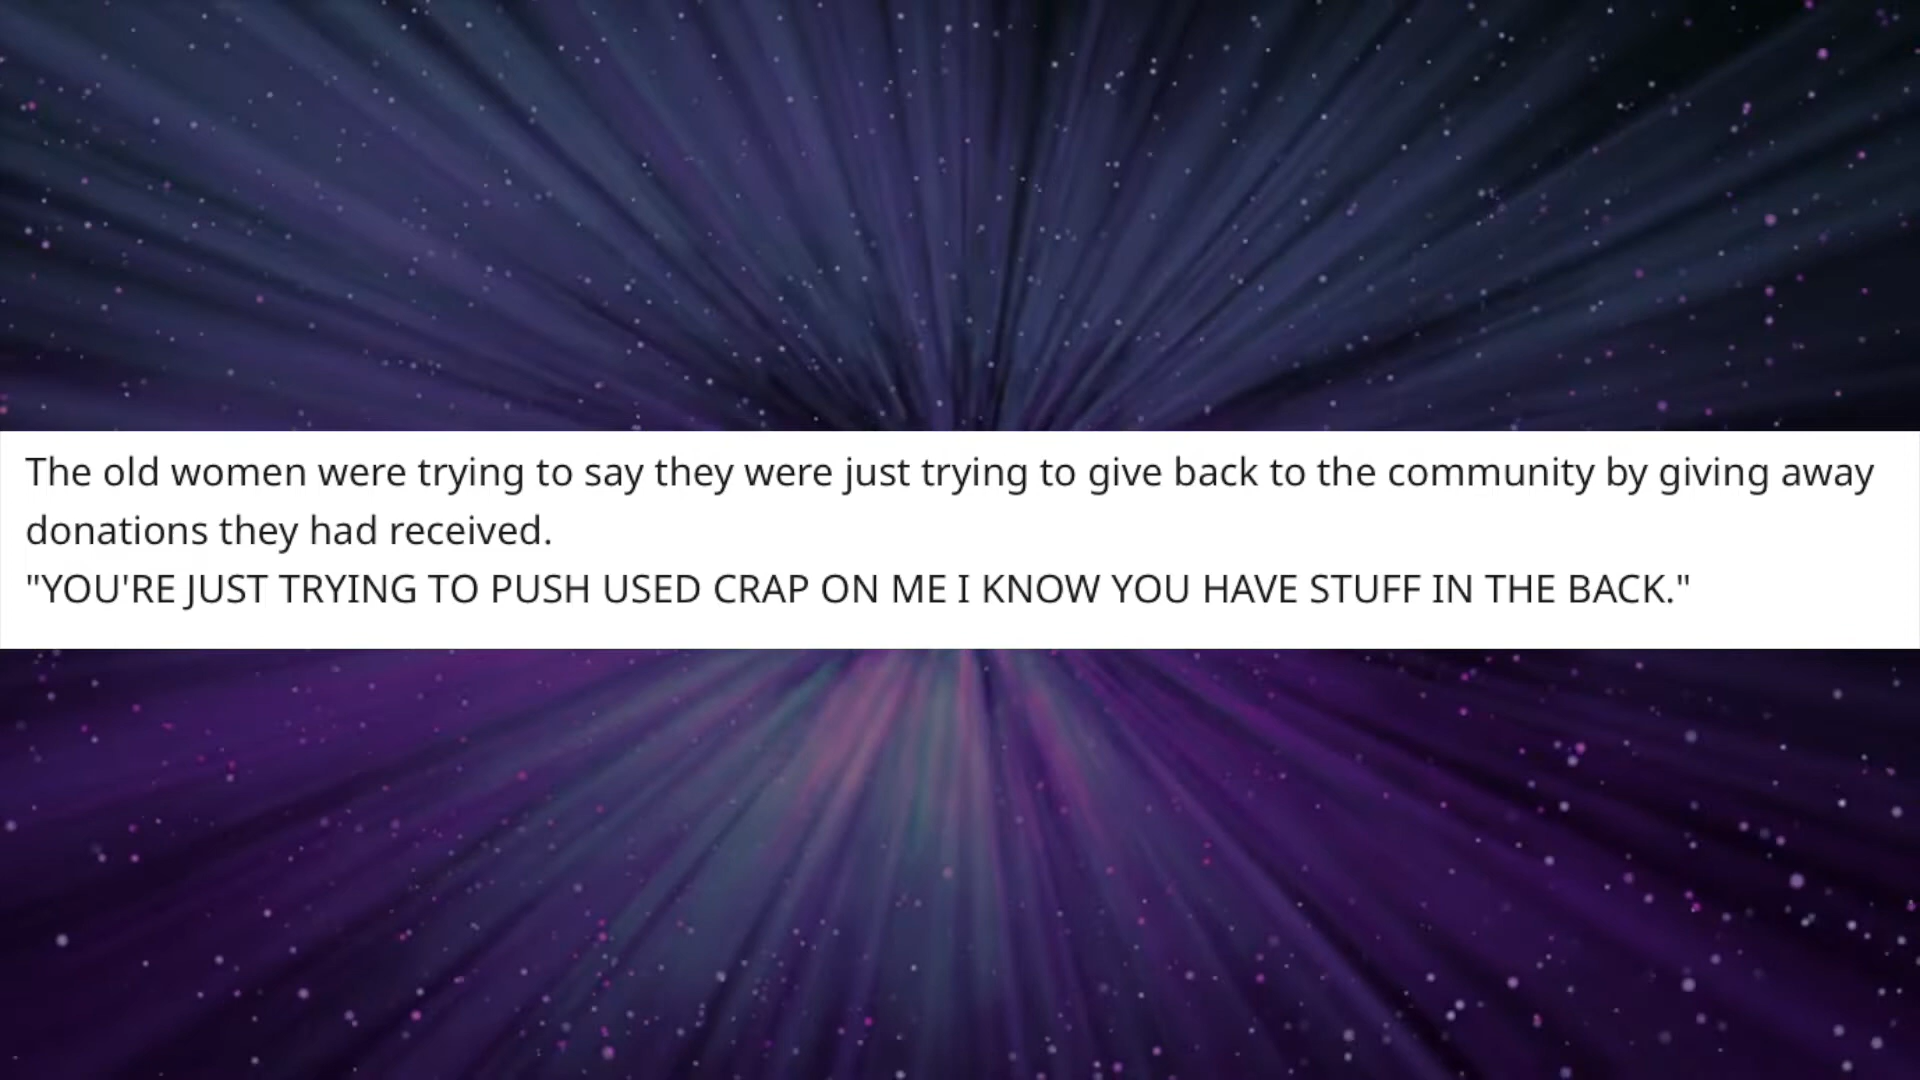 The old women were trying to say they were just trying to give back to the community by giving away
donations they had received.
"YOU'RE JUST TRYING TO PUSH USED CRAP ON ME I KNOW YOU HAVE STUFF IN THE BACK."